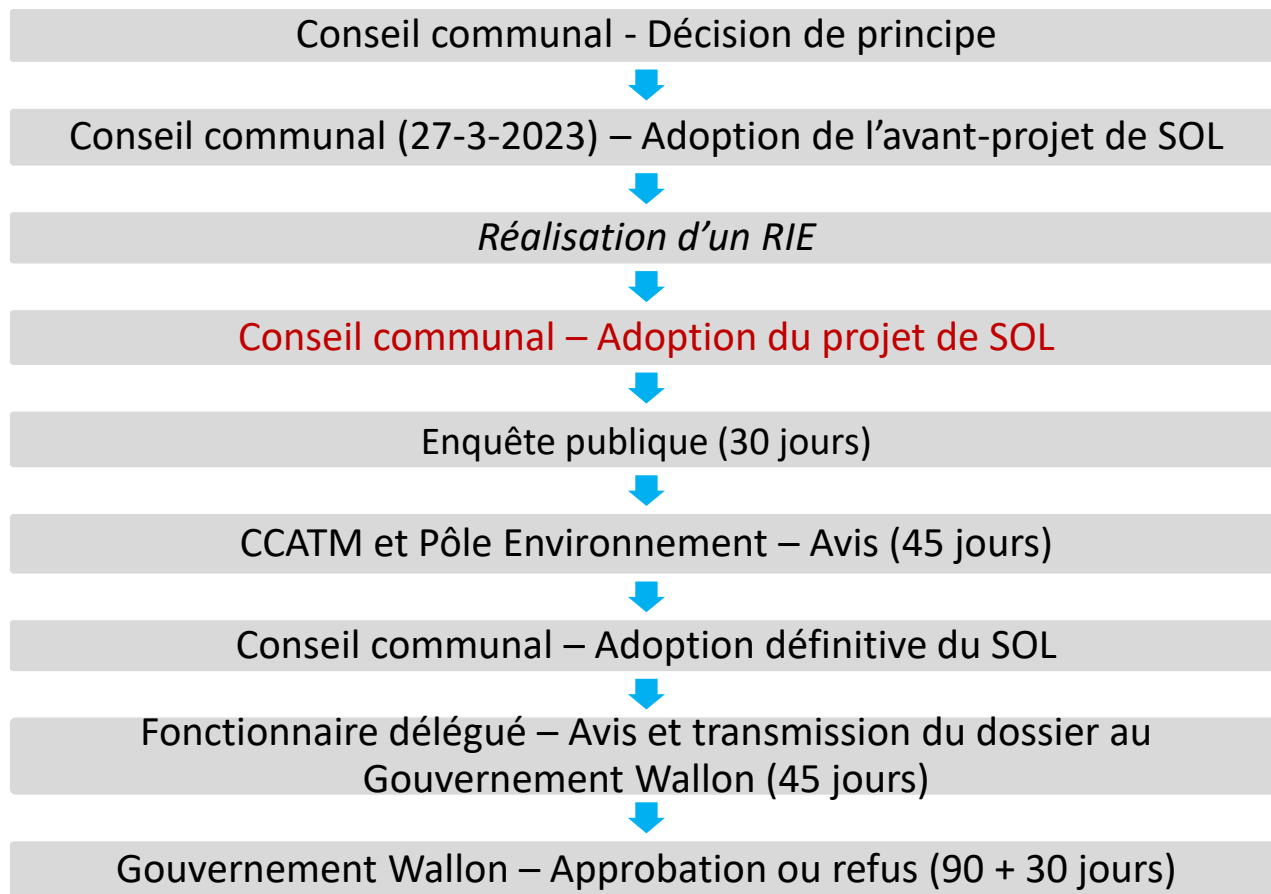 Conseil communal - Décision de principe
Conseil communal (27-3-2023) – Adoption de l'avant-projet de SOL
Réalisation d'un RIE
Conseil communal – Adoption du projet de SOL
Enquête publique (30 jours)
CCATM et Pôle Environnement – Avis (45 jours)
Conseil communal – Adoption définitive du SOL
Fonctionnaire délégué – Avis et transmission du dossier au
Gouvernement Wallon (45 jours)
Gouvernement Wallon – Approbation ou refus (90 + 30 jours)